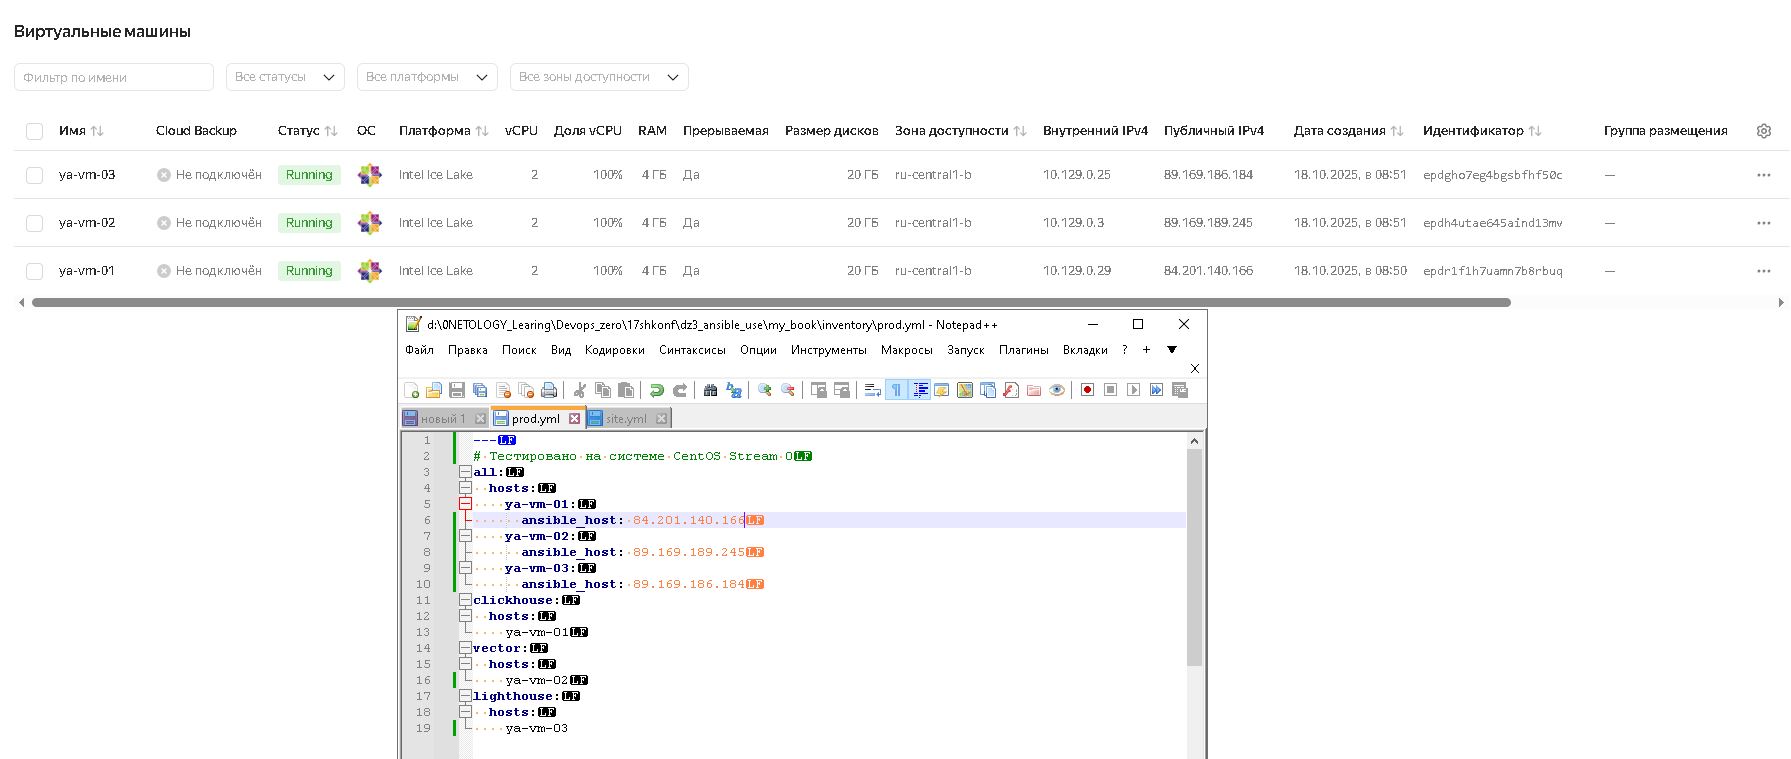 Виртуальные машины
Фильтр по имени Все статусы Все платформы Все зоны доступности
Имя Cloud Backup Статус ОС Платформа vCPU Доля vCPU RAM Прерываемая Размер дисков Зона доступности Внутренний IPv4 Публичный IPv4 Дата создания Идентификатор Группа размещения
ya-vm-03 Не подключён Running Intel Ice Lake 2 100% 4 ГБ Да 20 ГБ ru-central1-b 10.129.0.25 89.169.186.184 18.10.2025, в 08:51 epdgho7eg4bgsbfhf50c —
ya-vm-02 Не подключён Running Intel Ice Lake 2 100% 4 ГБ Да 20 ГБ ru-central1-b 10.129.0.3 89.169.189.245 18.10.2025, в 08:51 epdh4utae645aind13mv —
ya-vm-01 Не подключён Running Intel Ice Lake 2 100% 4 ГБ Да 20 ГБ ru-central1-b 10.129.0.29 84.201.140.166 18.10.2025, в 08:50 epdr1f1h7uamn7b8rbuq —
d:\0NETOLOGY_Learing\Devops_zero\17shkonf\dz3_ansible_use\my_book\inventory\prod.yml - Notepad++
Файл Правка Поиск Вид Кодировки Синтаксисы Опции Инструменты Макросы Запуск Плагины Вкладки ? +
новый 1 prod.yml site.yml
1 ---LF
2 # Тестировано на системе CentOS Stream 0LF
3 all:LF
4 hosts:LF
5 ya-vm-01:LF
6 ansible_host: 84.201.140.166LF
7 ya-vm-02:LF
8 ansible_host: 89.169.189.245LF
9 ya-vm-03:LF
10 ansible_host: 89.169.186.184LF
11 clickhouse:LF
12 hosts:LF
13 ya-vm-01LF
14 vector:LF
15 hosts:LF
16 ya-vm-02LF
17 lighthouse:LF
18 hosts:LF
19 ya-vm-03